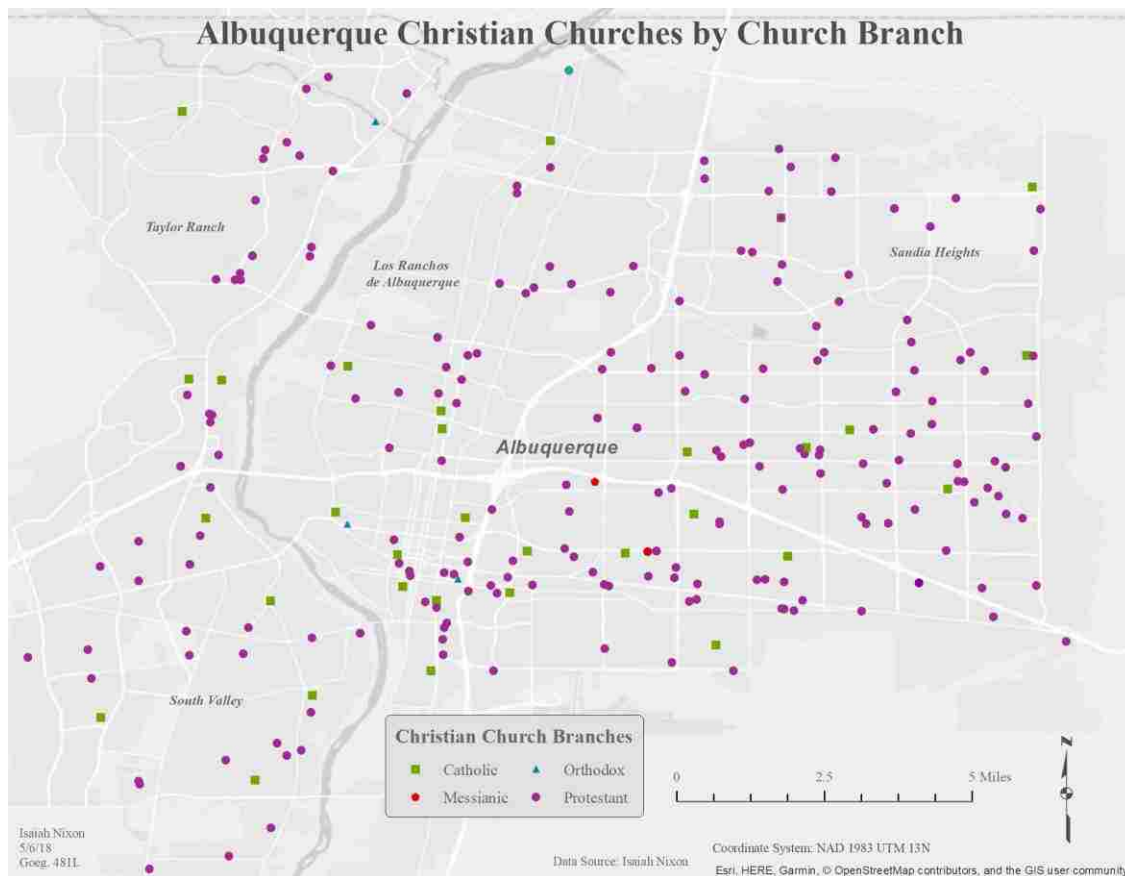 Albuquerque Christian Churches by Church Branch
Taylor Ranch
Los Ranchos
de Albuquerque
Sandia Heights
Albuquerque
South Valley
Christian Church Branches
Catholic
Orthodox
Messianic
Protestant
0
2.5
5 Miles
N
Isaiah Nixon
5/6/18
Goeg. 481L
Data Source: Isaiah Nixon
Coordinate System: NAD 1983 UTM 13N
Esri, HERE, Garmin, © OpenStreetMap contributors, and the GIS user community